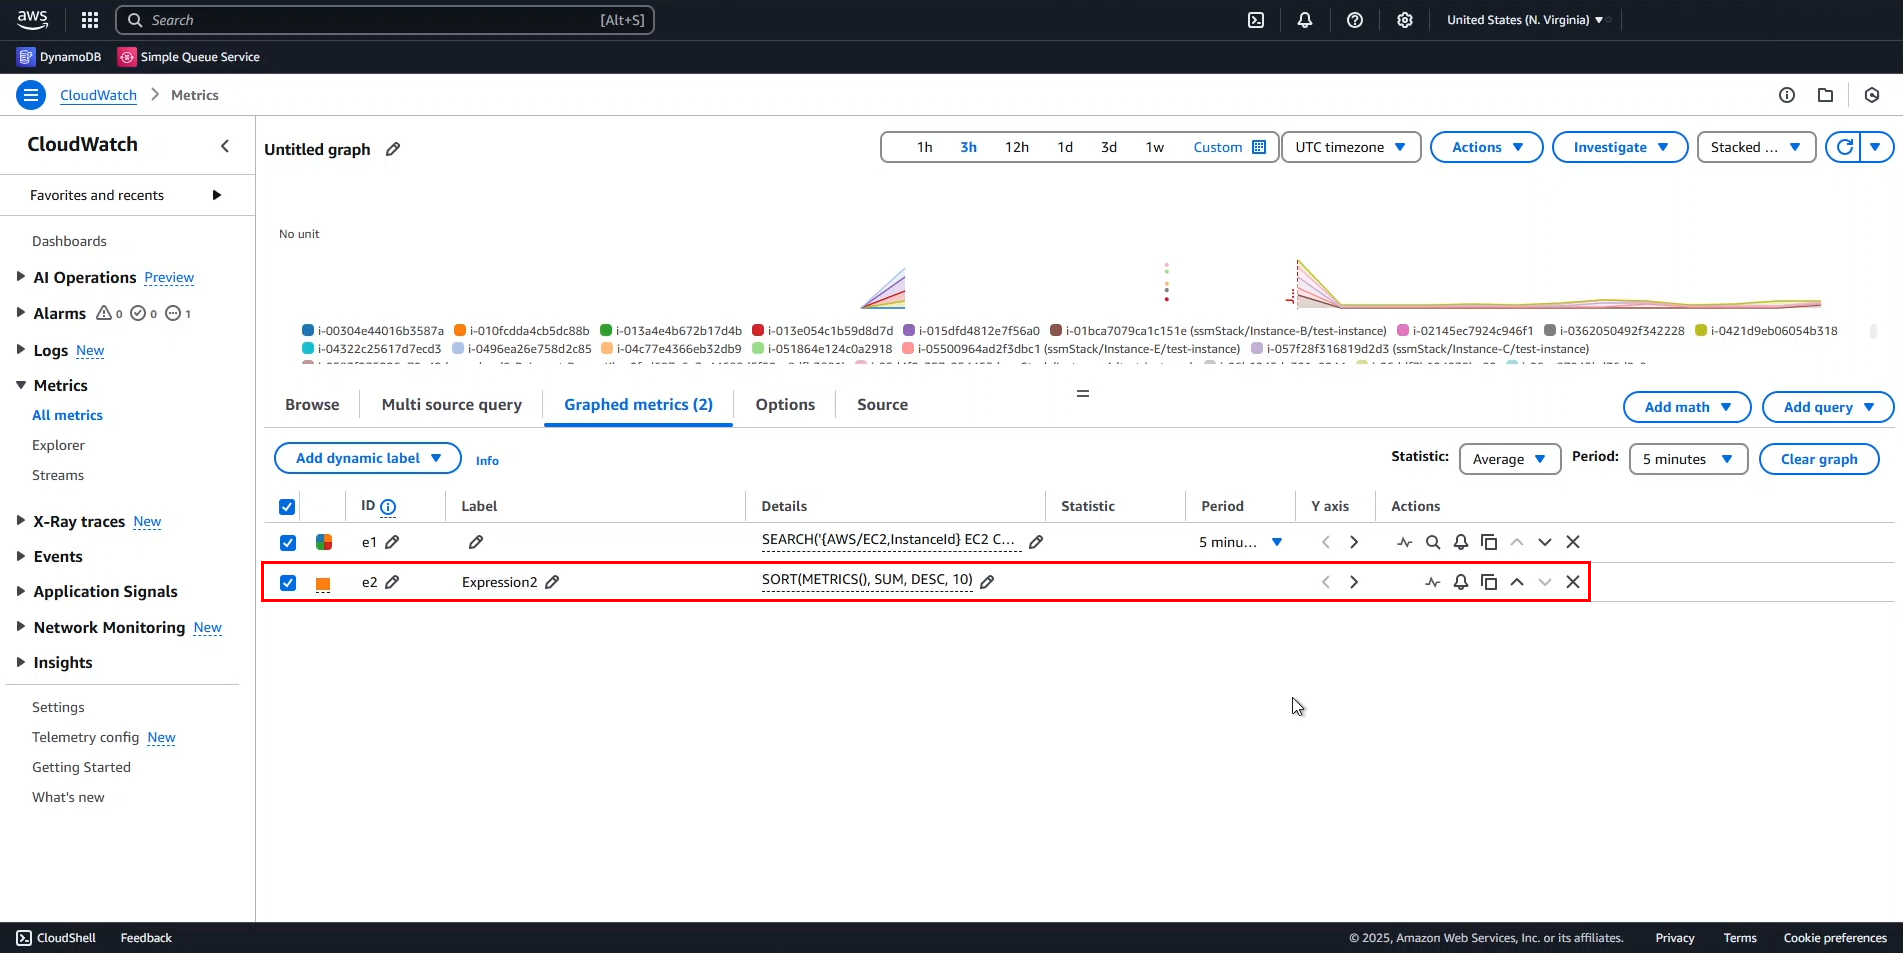 aws
Search [Alt+S]
United States (N. Virginia)
DynamoDB
Simple Queue Service
CloudWatch > Metrics
CloudWatch
Favorites and recents
Dashboards
AI Operations Preview
Alarms 0 0 1
Logs New
Metrics
All metrics
Explorer
Streams
X-Ray traces New
Events
Application Signals
Network Monitoring New
Insights
Settings
Telemetry config New
Getting Started
What's new
Untitled graph
1h 3h 12h 1d 3d 1w Custom
UTC timezone
Actions
Investigate
Stacked ...
No unit
i-00304e44016b3587a i-010fcdda4cb5dc88b i-013a4e4b672b17d4b i-013e054c1b59d8d7d i-015dfd4812e7f56a0 i-01bca7079ca1c151e (ssmStack/Instance-B/test-instance) i-02145ec7924c946f1 i-0362050492f342228 i-0421d9eb06054b318
i-04322c25617d7ecd3 i-0496ea26e758d2c85 i-04c77e4366eb32db9 i-051864e124c0a2918 i-05500964ad2f3dbc1 (ssmStack/Instance-E/test-instance) i-057f28f316819d2d3 (ssmStack/Instance-C/test-instance)
Browse
Multi source query
Graphed metrics (2)
Options
Source
Add math
Add query
Add dynamic label
Info
Statistic: Average
Period: 5 minutes
Clear graph
ID Label Details Statistic Period Y axis Actions
e1 SEARCH('{AWS/EC2,InstanceId} EC2 C... 5 minu...
e2 Expression2 SORT(METRICS(), SUM, DESC, 10)
CloudShell Feedback
© 2025, Amazon Web Services, Inc. or its affiliates. Privacy Terms Cookie preferences